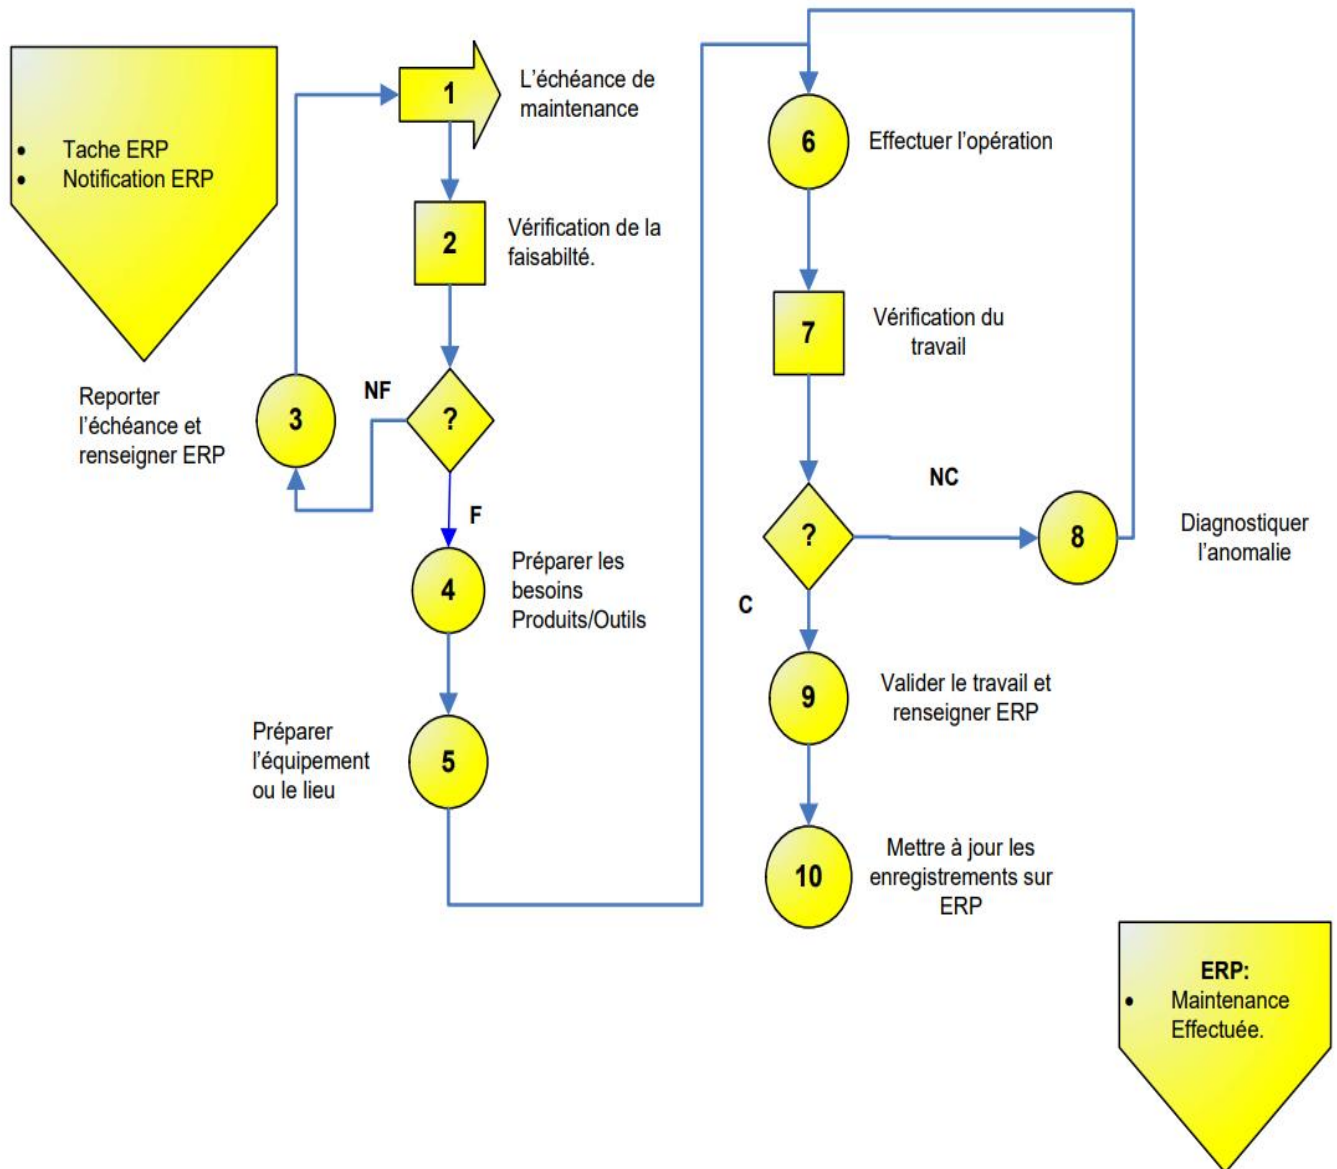 • Tache ERP
• Notification ERP
1
L'échéance de
maintenance
2
Vérification de la
faisabilté.
?
NF
3
Reporter
l'échéance et
renseigner ERP
F
4
Préparer les
besoins
Produits/Outils
5
Préparer
l'équipement
ou le lieu
6
Effectuer l'opération
7
Vérification du
travail
?
NC
8
Diagnostiquer
l'anomalie
C
9
Valider le travail et
renseigner ERP
10
Mettre à jour les
enregistrements sur
ERP
ERP:
• Maintenance
Effectuée.